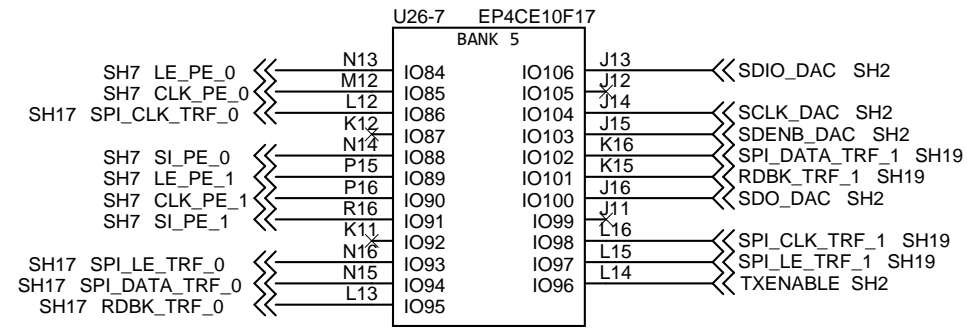 U26-7 EP4CE10F17
BANK 5
SH7 LE_PE_0 N13 IO84
SH7 CLK_PE_0 M12 IO85
SH17 SPI_CLK_TRF_0 L12 IO86
K12 IO87
SH7 SI_PE_0 N14 IO88
SH7 LE_PE_1 P15 IO89
SH7 CLK_PE_1 P16 IO90
SH7 SI_PE_1 R16 IO91
K11 IO92
SH17 SPI_LE_TRF_0 N16 IO93
SH17 SPI_DATA_TRF_0 N15 IO94
SH17 RDBK_TRF_0 L13 IO95
IO106 J13 SDIO_DAC SH2
IO105 J12
IO104 J14 SCLK_DAC SH2
IO103 J15 SDENB_DAC SH2
IO102 K16 SPI_DATA_TRF_1 SH19
IO101 K15 RDBK_TRF_1 SH19
IO100 J16 SDO_DAC SH2
IO99 J11
IO98 L16 SPI_CLK_TRF_1 SH19
IO97 L15 SPI_LE_TRF_1 SH19
IO96 L14 TXENABLE SH2